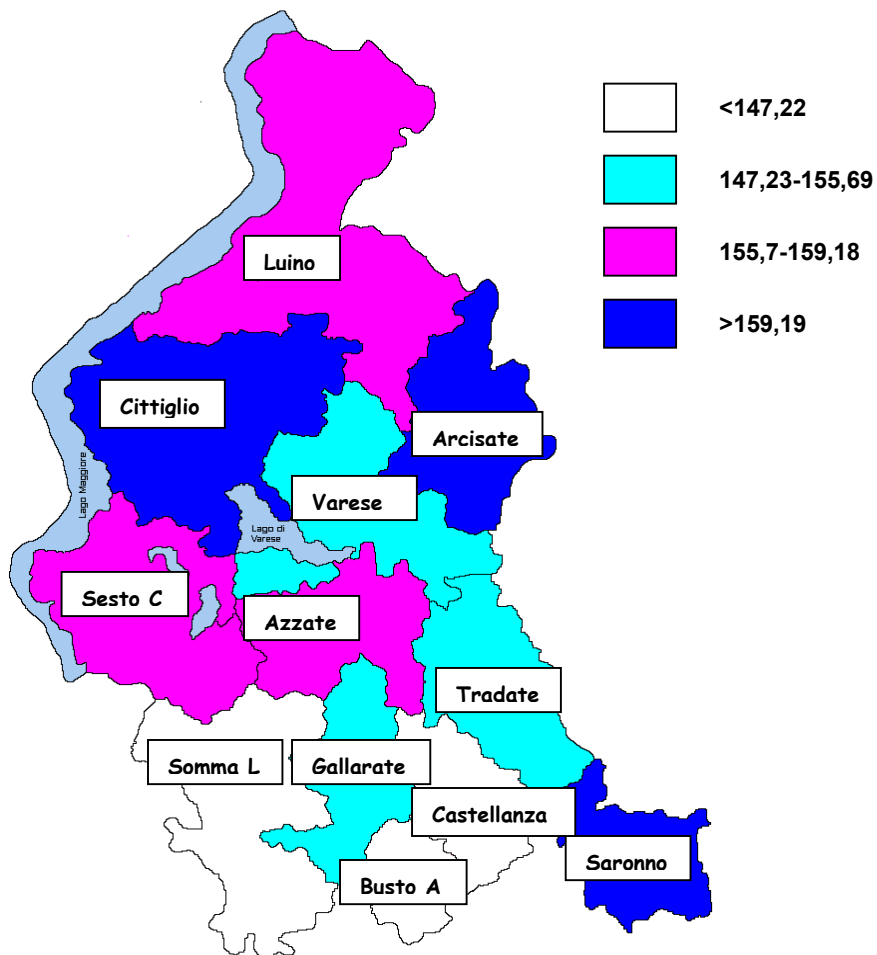 <147,22
147,23-155,69
155,7-159,18
>159,19
Luino
Cittiglio
Arcisate
Lago Maggiore
Varese
Lago di
Varese
Sesto C
Azzate
Tradate
Somma L
Gallarate
Castellanza
Saronno
Busto A